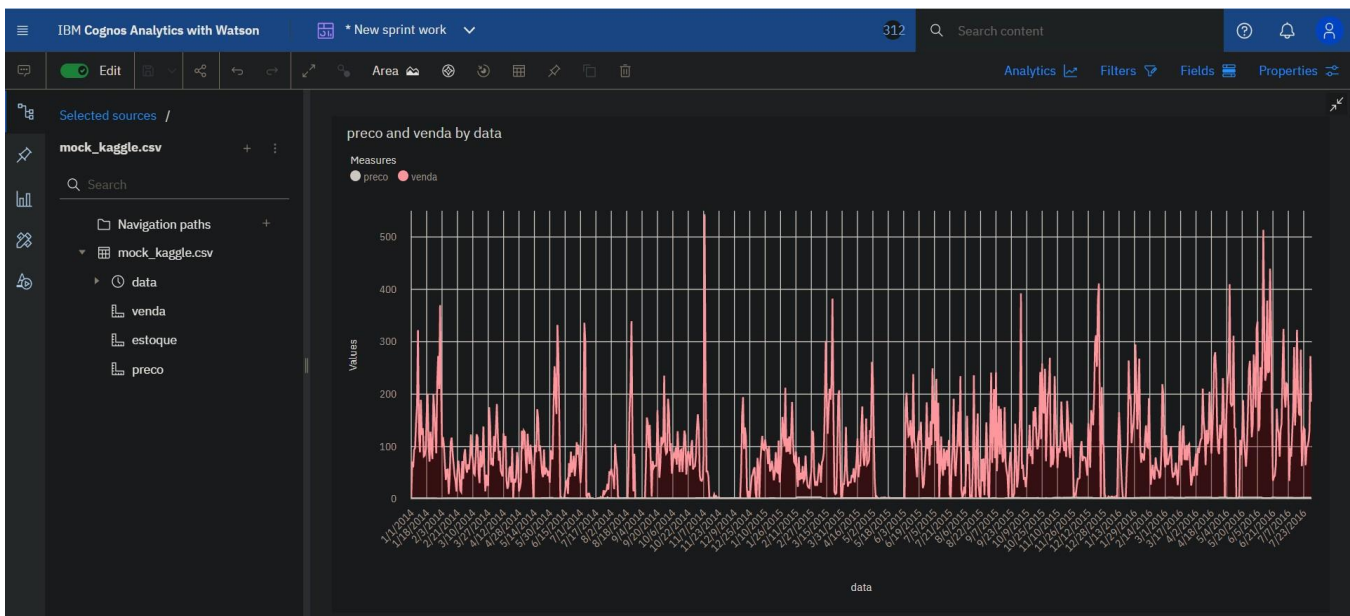 IBM Cognos Analytics with Watson
* New sprint work
312
Search content
Edit
Area
Analytics
Filters
Fields
Properties
Selected sources /
mock_kaggle.csv
Search
Navigation paths
mock_kaggle.csv
data
venda
estoque
preco
preco and venda by data
Measures
preco venda
Values
500
400
300
200
100
0
1/1/2014
1/18/2014
2/3/2014
2/21/2014
3/10/2014
3/27/2014
4/12/2014
4/28/2014
5/14/2014
5/30/2014
6/15/2014
7/1/2014
7/17/2014
8/2/2014
8/18/2014
9/4/2014
9/20/2014
10/6/2014
10/22/2014
11/7/2014
11/23/2014
12/9/2014
12/25/2014
1/10/2015
1/26/2015
2/11/2015
2/27/2015
3/15/2015
3/31/2015
4/16/2015
5/2/2015
5/18/2015
6/3/2015
6/19/2015
7/5/2015
7/21/2015
8/6/2015
8/22/2015
9/7/2015
9/23/2015
10/9/2015
10/25/2015
11/10/2015
11/26/2015
12/12/2015
12/28/2015
1/13/2016
1/29/2016
2/14/2016
3/1/2016
3/17/2016
4/2/2016
4/18/2016
5/4/2016
5/20/2016
6/5/2016
6/21/2016
7/7/2016
7/23/2016
data